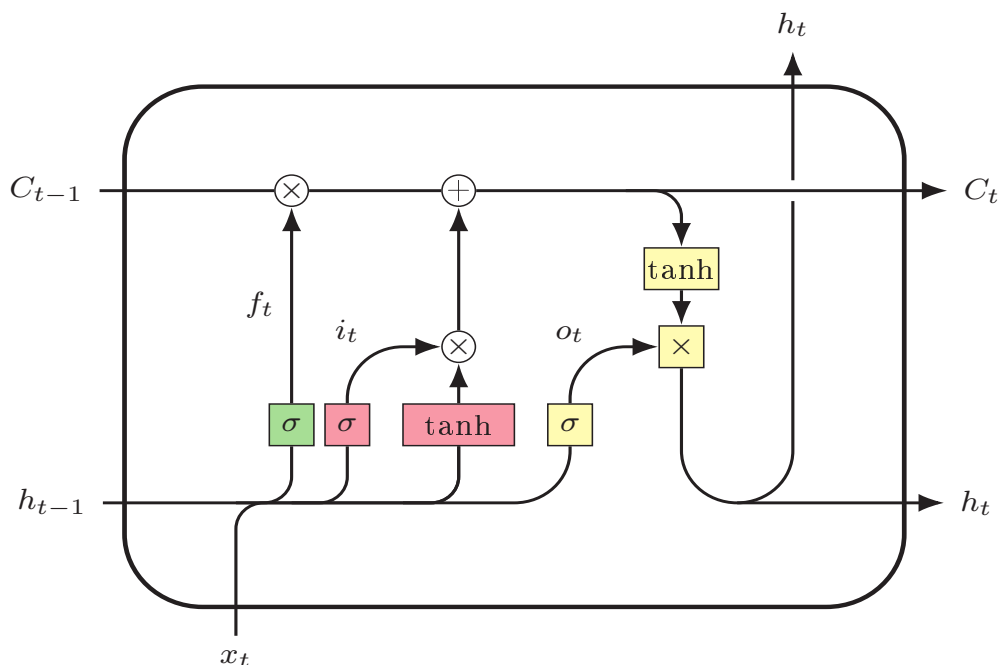 h_t
C_{t-1} × + C_t
tanh
f_t i_t × o_t ×
σ σ tanh σ
h_{t-1} h_t
x_t